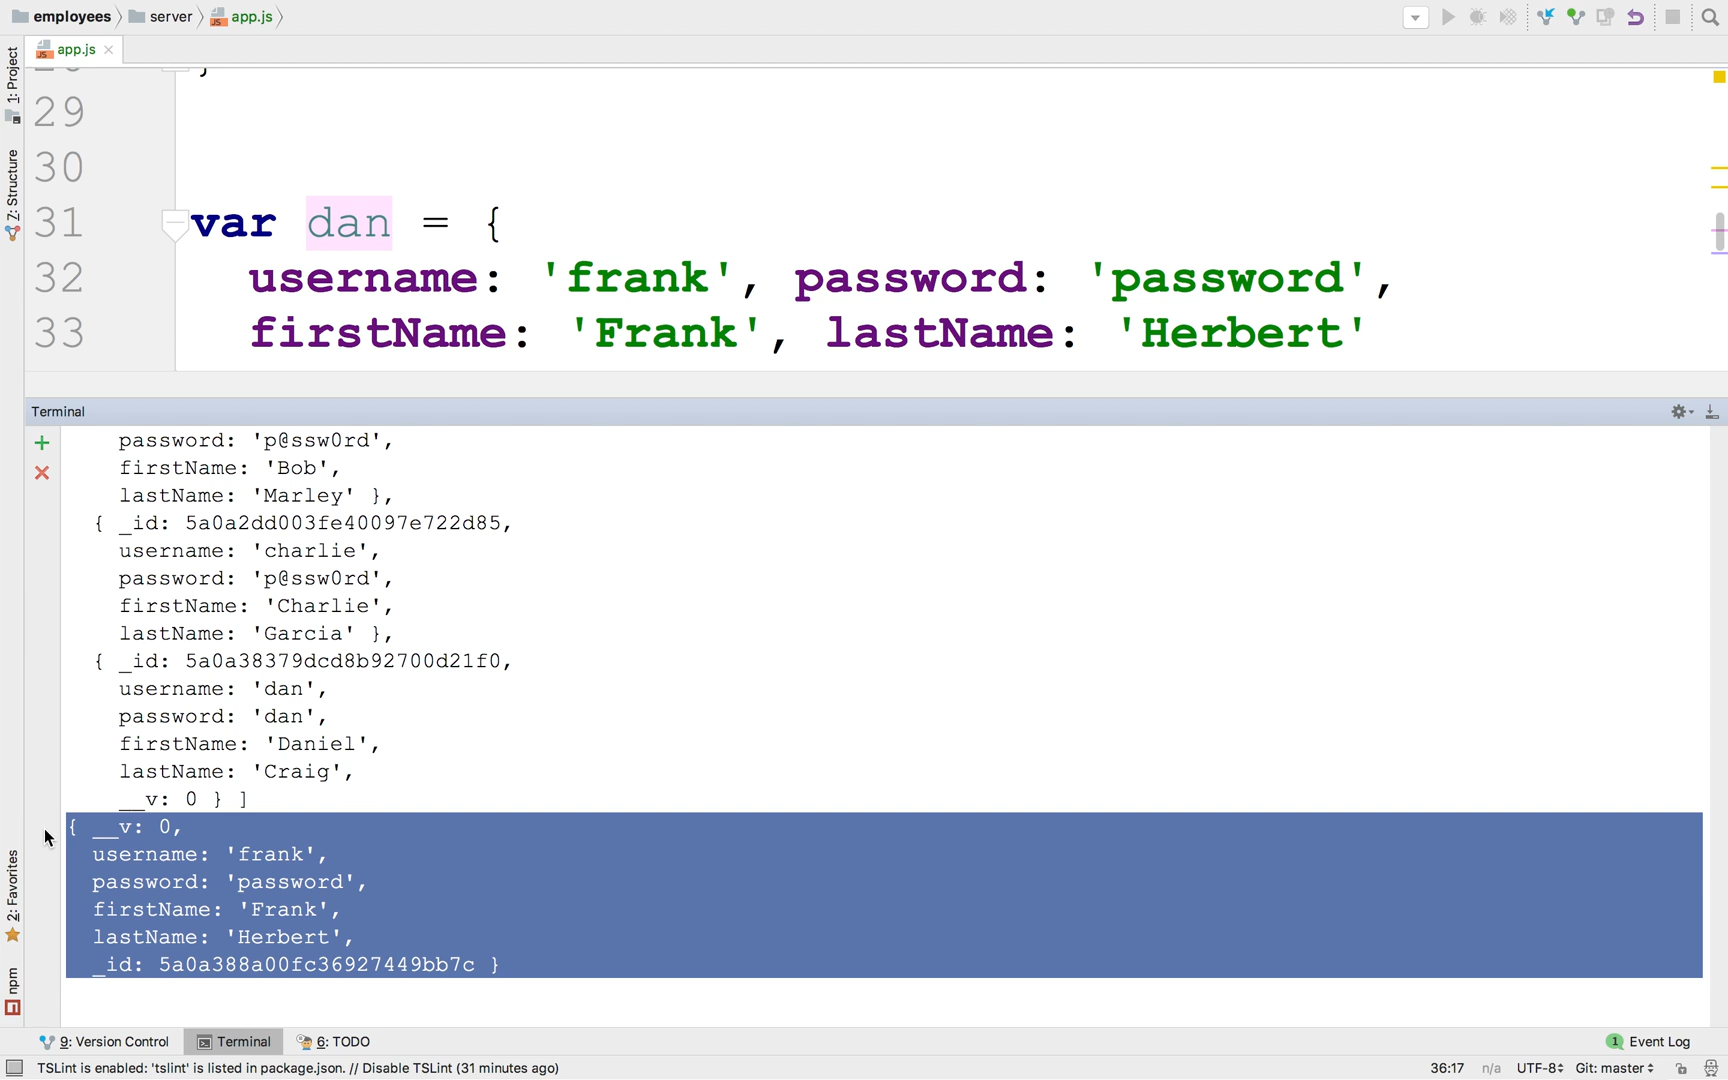 employees server app.js
app.js
1: Project
7: Structure
2: Favorites
npm
29
30
31 var dan = {
32 username: 'frank', password: 'password',
33 firstName: 'Frank', lastName: 'Herbert'
Terminal
password: 'p@ssw0rd',
firstName: 'Bob',
lastName: 'Marley' },
{ _id: 5a0a2dd003fe40097e722d85,
username: 'charlie',
password: 'p@ssw0rd',
firstName: 'Charlie',
lastName: 'Garcia' },
{ _id: 5a0a38379dcd8b92700d21f0,
username: 'dan',
password: 'dan',
firstName: 'Daniel',
lastName: 'Craig',
__v: 0 } ]
{ __v: 0,
username: 'frank',
password: 'password',
firstName: 'Frank',
lastName: 'Herbert',
_id: 5a0a388a00fc36927449bb7c }
9: Version Control Terminal 6: TODO 1 Event Log
TSLint is enabled: 'tslint' is listed in package.json. // Disable TSLint (31 minutes ago) 36:17 n/a UTF-8 Git: master